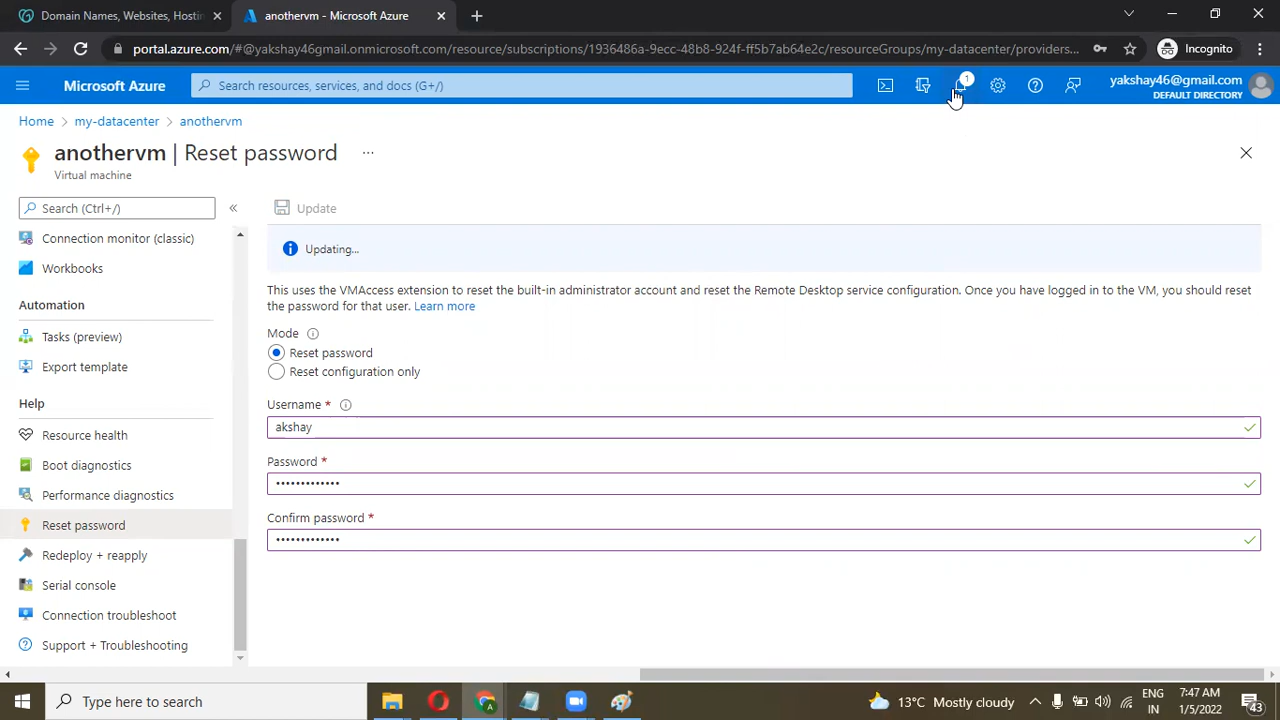 Domain Names, Websites, Hostin
anothervm - Microsoft Azure
portal.azure.com/#@yakshay46gmail.onmicrosoft.com/resource/subscriptions/1936486a-9ecc-48b8-924f-ff5b7ab64e2c/resourceGroups/my-datacenter/providers...
Incognito
Microsoft Azure
Search resources, services, and docs (G+/)
1
yakshay46@gmail.com
DEFAULT DIRECTORY
Home > my-datacenter > anothervm
anothervm | Reset password ...
Virtual machine
Search (Ctrl+/)
«
Update
Connection monitor (classic)
Workbooks
Automation
Tasks (preview)
Export template
Help
Resource health
Boot diagnostics
Performance diagnostics
Reset password
Redeploy + reapply
Serial console
Connection troubleshoot
Support + Troubleshooting
Updating...
This uses the VMAccess extension to reset the built-in administrator account and reset the Remote Desktop service configuration. Once you have logged in to the VM, you should reset
the password for that user. Learn more
Mode
Reset password
Reset configuration only
Username *
akshay
Password *
•••••••••••••
Confirm password *
•••••••••••••
Type here to search
13°C Mostly cloudy
ENG
IN
7:47 AM
1/5/2022
43